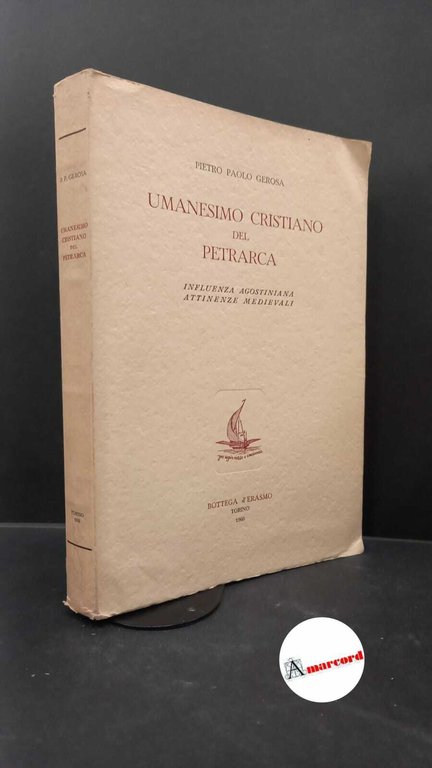 P. P. GEROSA
UMANESIMO
CRISTIANO
DEL
PETRARCA
TORINO
PIETRO PAOLO GEROSA
UMANESIMO CRISTIANO
DEL
PETRARCA
INFLUENZA AGOSTINIANA
ATTINENZE MEDIEVALI
BOTTEGA d'ERASMO
TORINO
1966
Amarcord